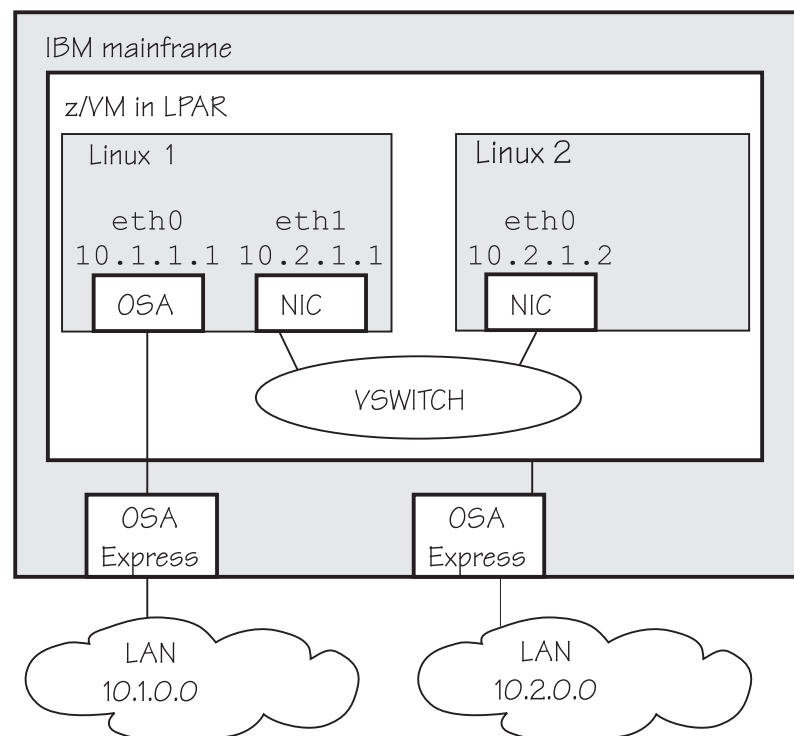 IBM mainframe
z/VM in LPAR
Linux 1
Linux 2
eth0 eth1
10.1.1.1 10.2.1.1
eth0
10.2.1.2
OSA
NIC
NIC
VSWITCH
OSA
Express
OSA
Express
LAN
10.1.0.0
LAN
10.2.0.0